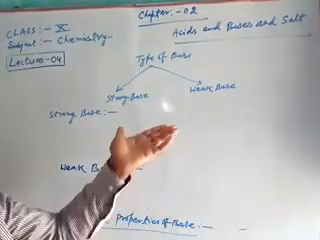 CLASS:- X
Chapter:-02
Subject:- Chemistry
Acids and Bases and Salt
Lecture-04
Type of Base
Strong Base
Weak Base
Strong Base:-
Weak B
Properties of Base:-